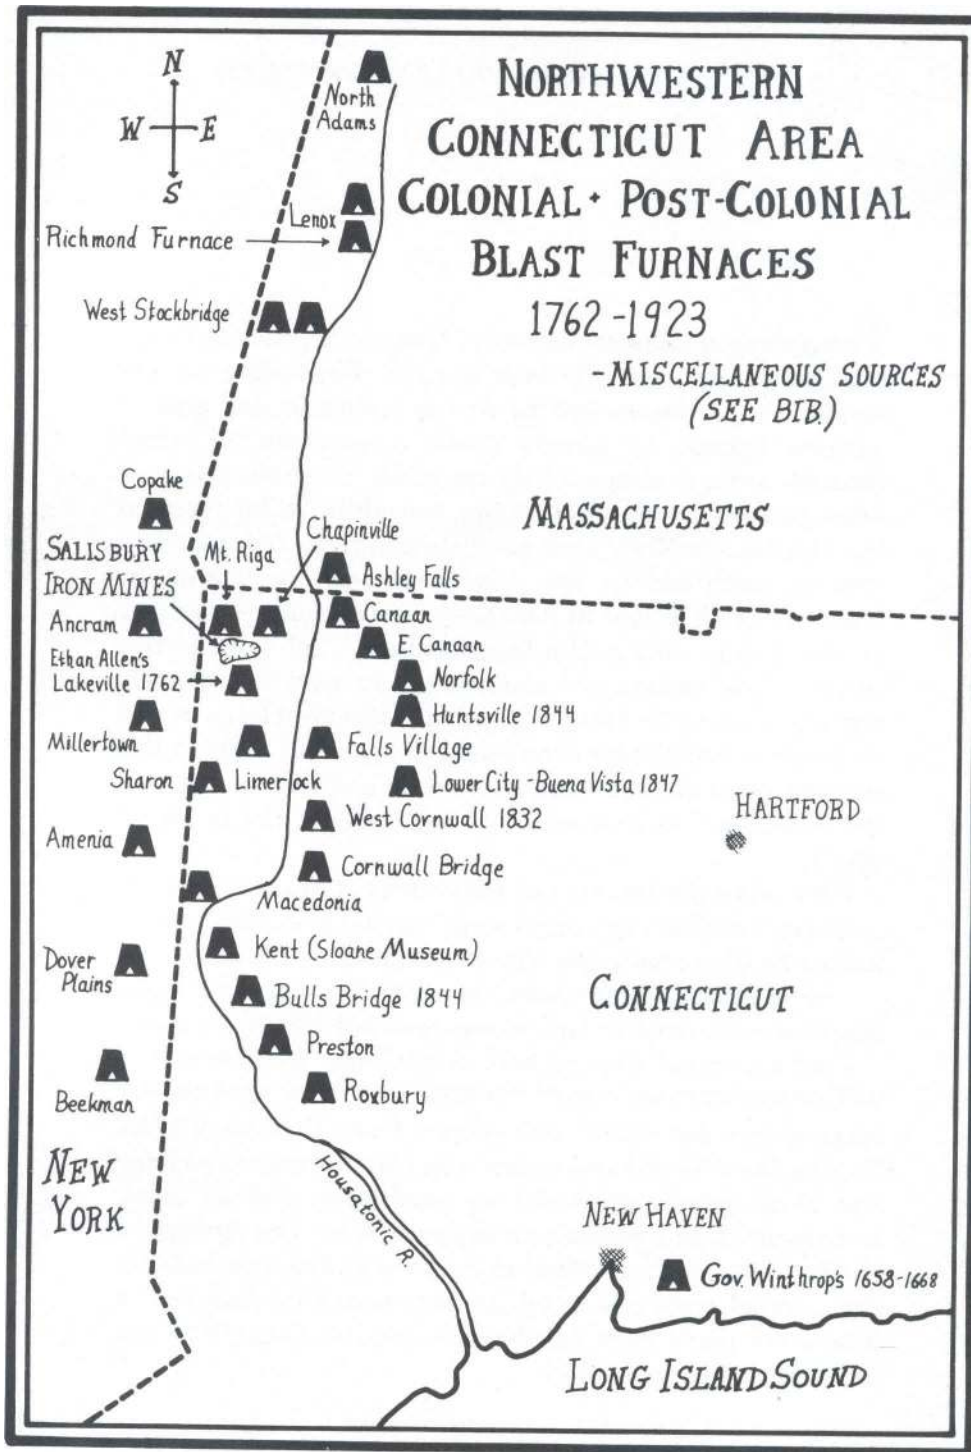 N
W E
S
NORTHWESTERN
CONNECTICUT AREA
COLONIAL + POST-COLONIAL
BLAST FURNACES
1762-1923
-MISCELLANEOUS SOURCES
(SEE BIB.)
North
Adams
Lenox
Richmond Furnace
West Stockbridge
MASSACHUSETTS
Copake
Chapinville
SALISBURY
IRON MINES
Mt. Riga
Ashley Falls
Ancram
Canaan
E. Canaan
Ethan Allen's
Lakeville 1762
Norfolk
Huntsville 1844
Millertown
Falls Village
Sharon
Limerock
Lower City - Buena Vista 1847
HARTFORD
West Cornwall 1832
Amenia
Cornwall Bridge
Macedonia
Kent (Sloane Museum)
Dover
Plains
Bulls Bridge 1844
CONNECTICUT
Preston
Beekman
Roxbury
NEW
YORK
Housatonic R.
NEW HAVEN
Gov. Winthrop's 1658-1668
LONG ISLAND SOUND